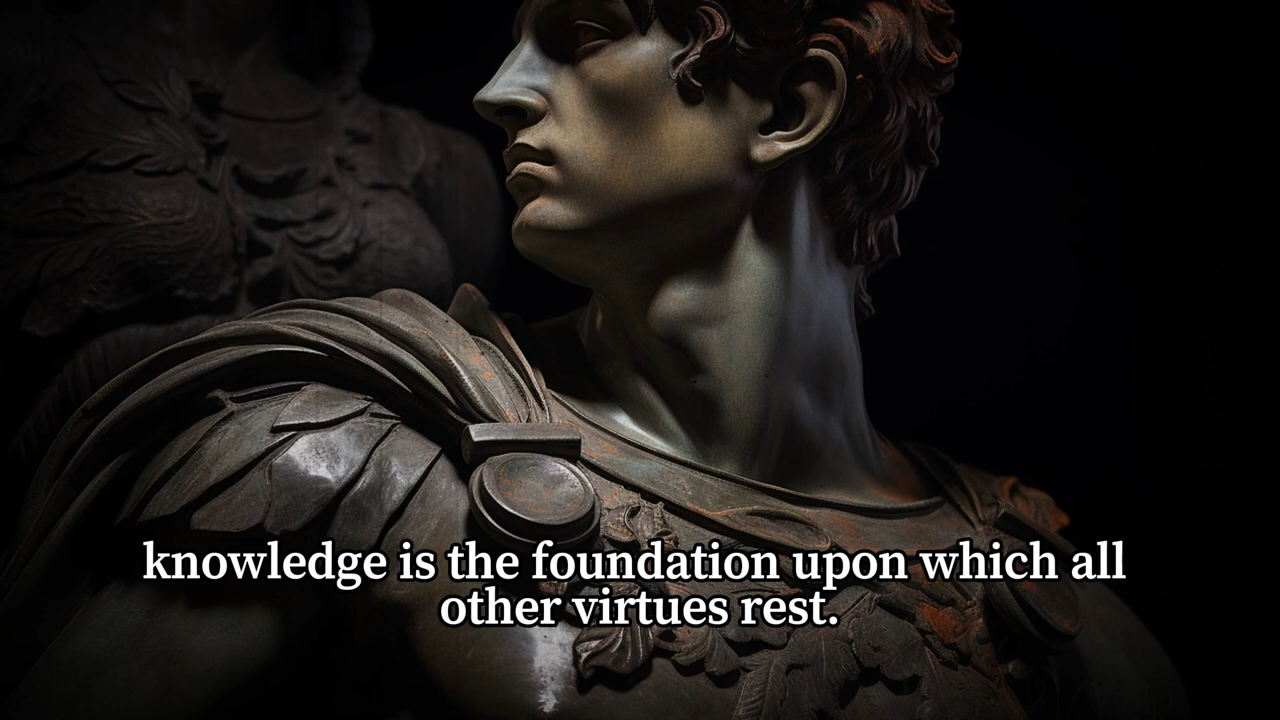 knowledge is the foundation upon which all
other virtues rest.